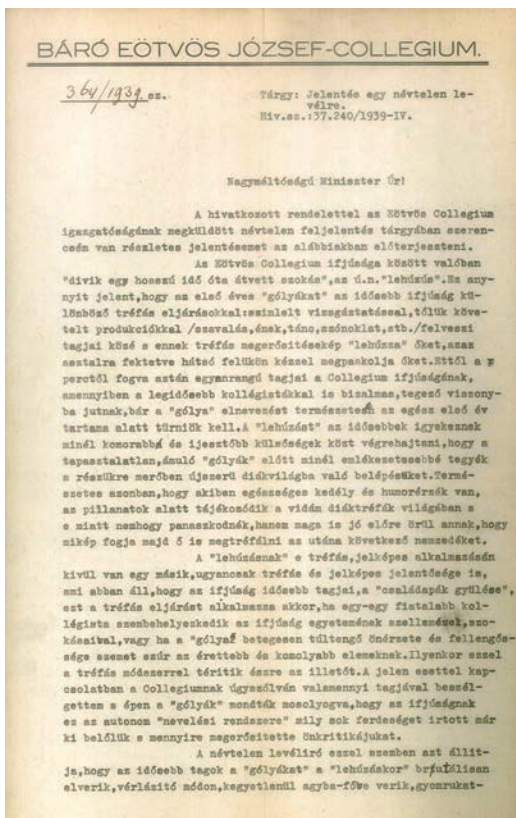 BÁRÓ EÖTVÖS JÓZSEF-COLLEGIUM.
364/1939. sz.
Tárgy: Jelentés egy névtelen le-
vélre.
Hiv.sz.:37.240/1939-IV.
Nagyméltóságú Miniszter Úr!
A hivatkozott rendelettel az Eötvös Collegium
igazgatóságának megküldött névtelen feljelentés tárgyában szeren-
csém van részletes jelentésemet az alábbiakban előterjeszteni.
Az Eötvös Collegium ifjúsága között valóban
"divik egy hosszú idő óta átvett szokás",az ú.n."lehúzás".Ez any-
nyit jelent,hogy az első éves "gólyákat" az idősebb ifjúság kü-
lönböző tréfás eljárásokkal:színlelt vizsgáztatással,tőlük köve-
telt produkciókkal /szavalás,ének,tánc,szónoklat,stb./felveszi
tagjai közé s ennek tréfás megerősitésekép "lehúzza" őket,azaz
asztalra fektetve hátsó felükön kézzel megpaskolja őket.Ettől a p
perctől fogva aztán egyanrangú tagjai a Collegium ifjúságának,
amennyiben a legidősebb kollégistákkal is bizalmas,tegező viszony-
ba jutnak,bár a "gólya" elnevezést természetesen az egész első év
tartama alatt türniök kell.A "lehúzást" az idősebbek igyekeznek
minél komorabbá és ijesztőbb külsőségek közt végrehajtani,hogy a
tapasztalatlan,ámuló "gólyák" előtt minél emlékezetesebbé tegyék
a részükre merőben újszerű diákvilágba való belépésüket.Termé-
szetes azonban,hogy akiben egészséges kedély és humorérzék van,
az pillanatok alatt tájékozódik a vidám diáktréfák világában s
e miatt nemhogy panaszkodnék,hanem maga is jó előre örül annak,hogy
mikép fogja majd ő is megtréfálni az utána következő nemzedéket.
A "lehúzásnak" e tréfás,jelképes alkalmazásán
kivül van egy másik,ugyancsak tréfás és jelképes jelentősége is,
ami abban áll,hogy az ifjúság idősebb tagjai,a "családapák gyülése",
ezt a tréfás eljárást alkalmazza akkor,ha egy-egy fiatalabb kol-
légista szembehelyezkedik az ifjúság egyetemének szellemével,szo-
kásaival,vagy ha a "gólya" betegesen túltengő önérzete és fellengős-
sége szemet szúr az érettebb és komolyabb elemeknek.Ilyenkor ezzel
a tréfás módszerrel téritik észre az illetőt.A jelen esettel kap-
csolatban a Collegiumnak úgyszólván valamennyi tagjával beszél-
gettem s épen a "gólyák" mondták mosolyogva,hogy az ifjúságnak
ez az autonom "nevelési rendszere" mily sok ferdeséget irtott már
ki belőlük s mennyire megerősitette önkritikájukat.
A névtelen levéliró ezzel szemben azt állit-
ja,hogy az idősebb tagok a "gólyákat" a "lehúzáskor" brutálisan
elverik,vérlázitó módon,kegyetlenül agyba-főbe verik,gyomrukat-